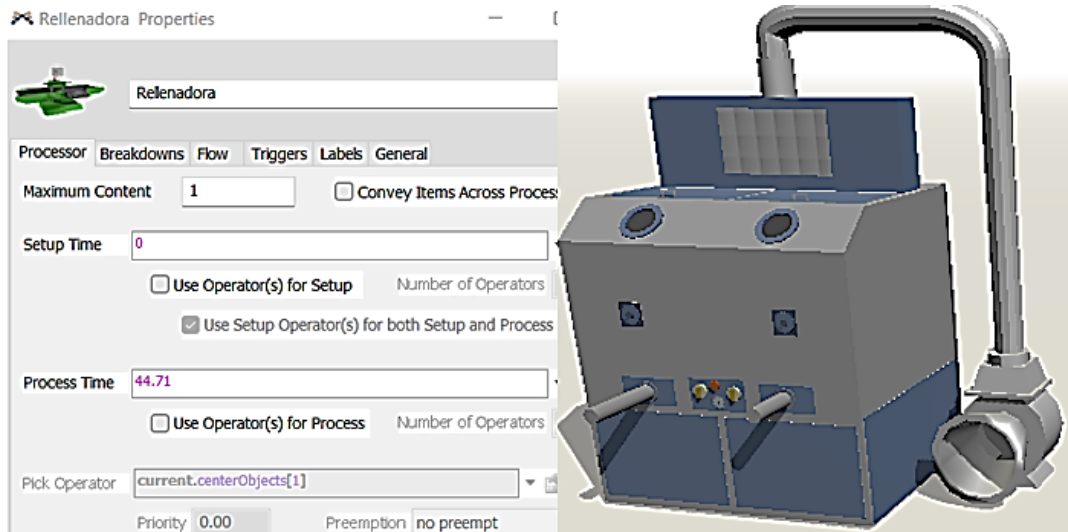 Rellenadora Properties
Rellenadora
Processor Breakdowns Flow Triggers Labels General
Maximum Content 1 Convey Items Across Process
Setup Time 0
Use Operator(s) for Setup Number of Operators
Use Setup Operator(s) for both Setup and Process
Process Time 44.71
Use Operator(s) for Process Number of Operators
Pick Operator current.centerObjects[1]
Priority 0.00 Preemption no preempt